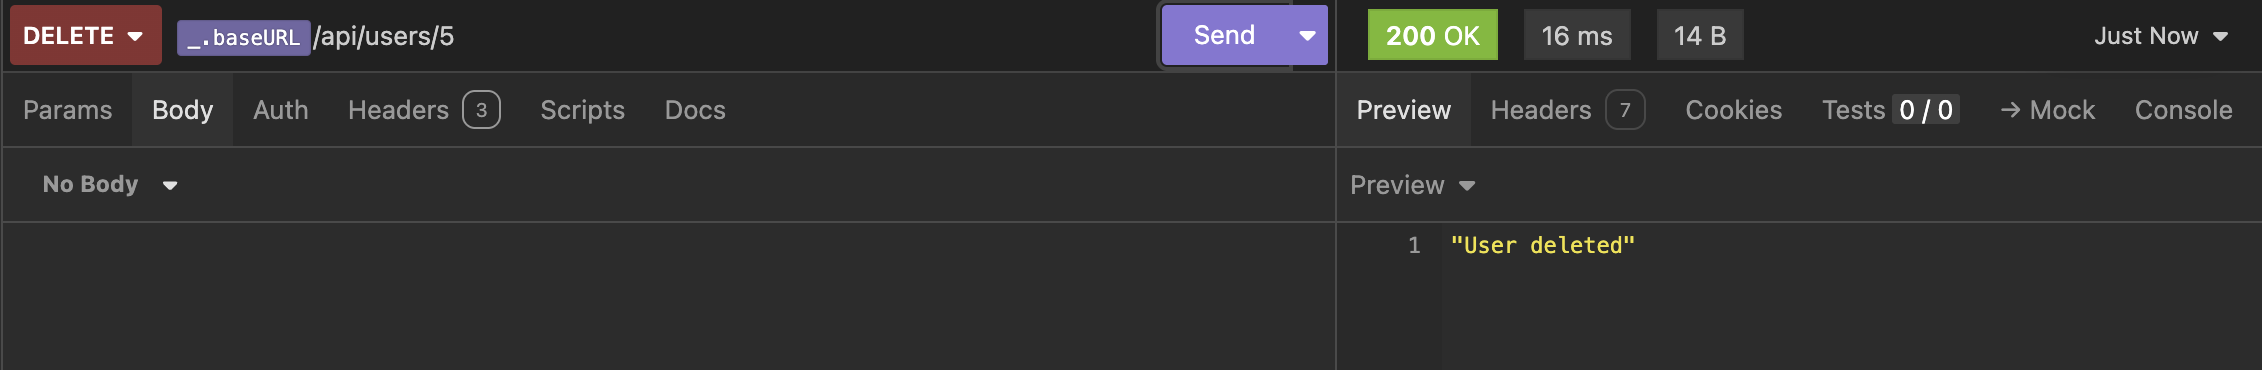 DELETE _.baseURL /api/users/5 Send 200 OK 16 ms 14 B Just Now
Params Body Auth Headers 3 Scripts Docs Preview Headers 7 Cookies Tests 0 / 0 → Mock Console
No Body Preview
1 "User deleted"